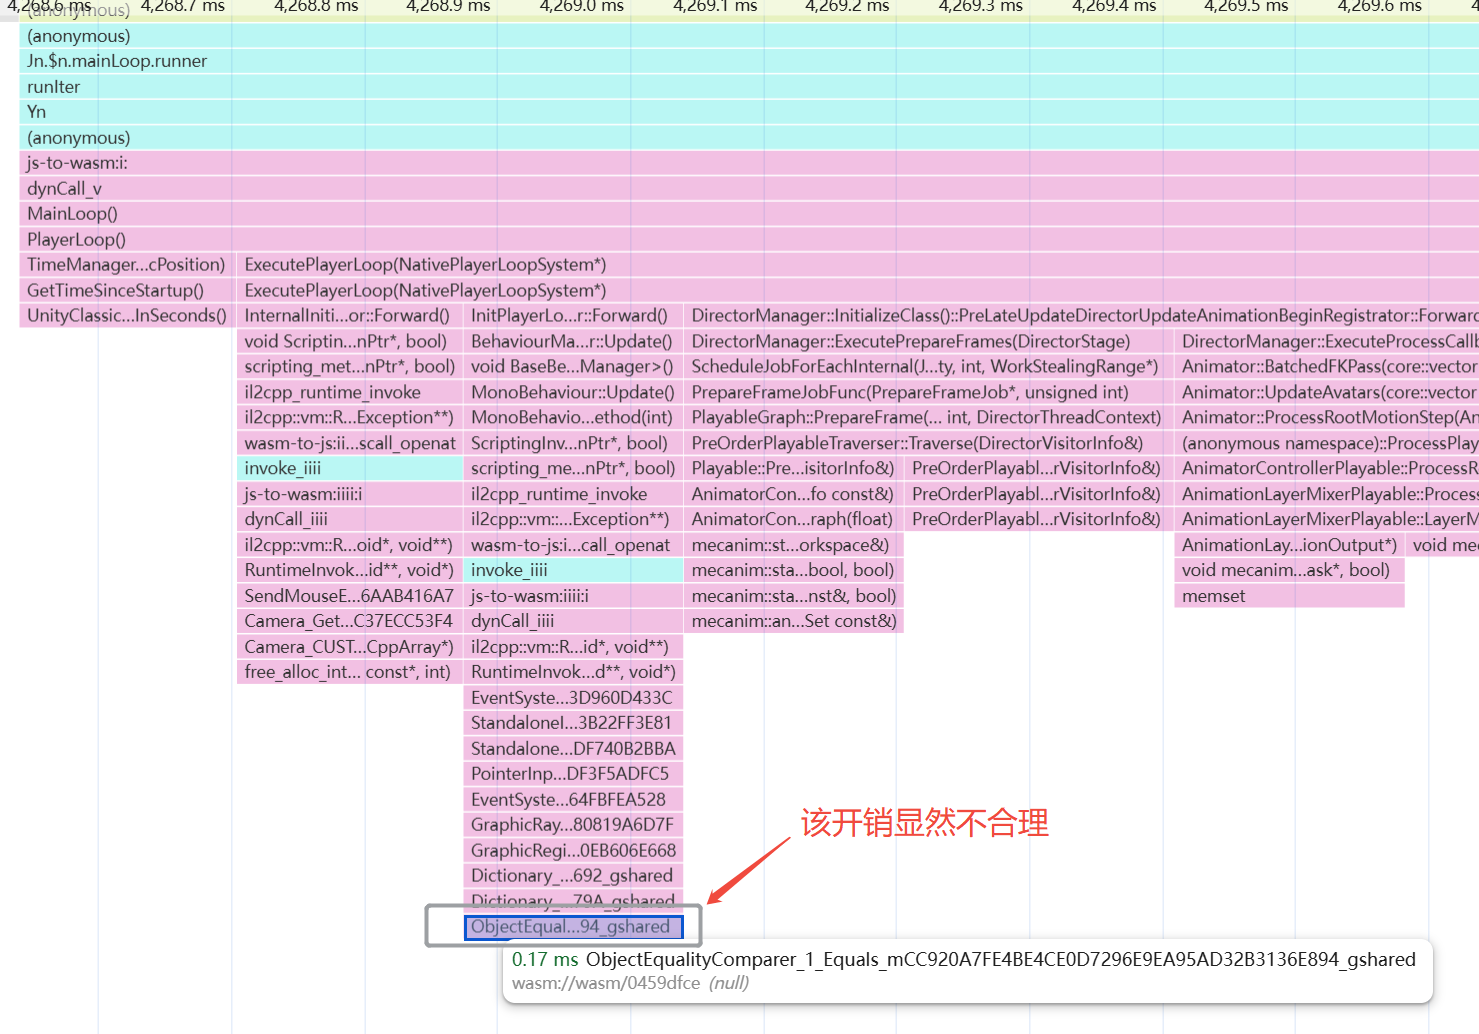 4,268.6 ms 4,268.7 ms 4,268.8 ms 4,268.9 ms 4,269.0 ms 4,269.1 ms 4,269.2 ms 4,269.3 ms 4,269.4 ms 4,269.5 ms 4,269.6 ms
(anonymous)
(anonymous)
Jn.$n.mainLoop.runner
runIter
Yn
(anonymous)
js-to-wasm:i:
dynCall_v
MainLoop()
PlayerLoop()
TimeManager...cPosition) ExecutePlayerLoop(NativePlayerLoopSystem*)
GetTimeSinceStartup() ExecutePlayerLoop(NativePlayerLoopSystem*)
UnityClassic...InSeconds() InternalIniti...or::Forward() InitPlayerLo...r::Forward() DirectorManager::InitializeClass()::PreLateUpdateDirectorUpdateAnimationBeginRegistrator::Forward
void Scriptin...nPtr*, bool) BehaviourMa...r::Update() DirectorManager::ExecutePrepareFrames(DirectorStage) DirectorManager::ExecuteProcessCallb
scripting_met...nPtr*, bool) void BaseBe...Manager>() ScheduleJobForEachInternal(J...ty, int, WorkStealingRange*) Animator::BatchedFKPass(core::vector
il2cpp_runtime_invoke MonoBehaviour::Update() PrepareFrameJobFunc(PrepareFrameJob*, unsigned int) Animator::UpdateAvatars(core::vector
il2cpp::vm::R...Exception**) MonoBehavio...ethod(int) PlayableGraph::PrepareFrame(... int, DirectorThreadContext) Animator::ProcessRootMotionStep(An
wasm-to-js:ii...scall_openat ScriptingInv...nPtr*, bool) PreOrderPlayableTraverser::Traverse(DirectorVisitorInfo&) (anonymous namespace)::ProcessPlay
invoke_iiii scripting_me...nPtr*, bool) Playable::Pre...isitorInfo&) PreOrderPlayabl...rVisitorInfo&) AnimatorControllerPlayable::ProcessR
js-to-wasm:iiii:i il2cpp_runtime_invoke AnimatorCon...fo const&) PreOrderPlayabl...rVisitorInfo&) AnimationLayerMixerPlayable::Process
dynCall_iiii il2cpp::vm::...Exception**) AnimatorCon...raph(float) PreOrderPlayabl...rVisitorInfo&) AnimationLayerMixerPlayable::LayerM
il2cpp::vm::R...oid*, void**) wasm-to-js:i...call_openat mecanim::st...orkspace&) AnimationLay...ionOutput*) void me
RuntimeInvok...id**, void*) invoke_iiii mecanim::sta...bool, bool) void mecanim...ask*, bool)
SendMouseE...6AAB416A7 js-to-wasm:iiii:i mecanim::sta...nst&, bool) memset
Camera_Get...C37ECC53F4 dynCall_iiii mecanim::an...Set const&)
Camera_CUST...CppArray*) il2cpp::vm::R...id*, void**)
free_alloc_int... const*, int) RuntimeInvok...d**, void*)
EventSyste...3D960D433C
StandaloneI...3B22FF3E81
Standalone...DF740B2BBA
PointerInp...DF3F5ADFC5
EventSyste...64FBFEA528
GraphicRay...80819A6D7F
该开销显然不合理
GraphicRegi...0EB606E668
Dictionary_...692_gshared
Dictionary_...79A_gshared
ObjectEqual...94_gshared
0.17 ms ObjectEqualityComparer_1_Equals_mCC920A7FE4BE4CE0D7296E9EA95AD32B3136E894_gshared
wasm://wasm/0459dfce (null)